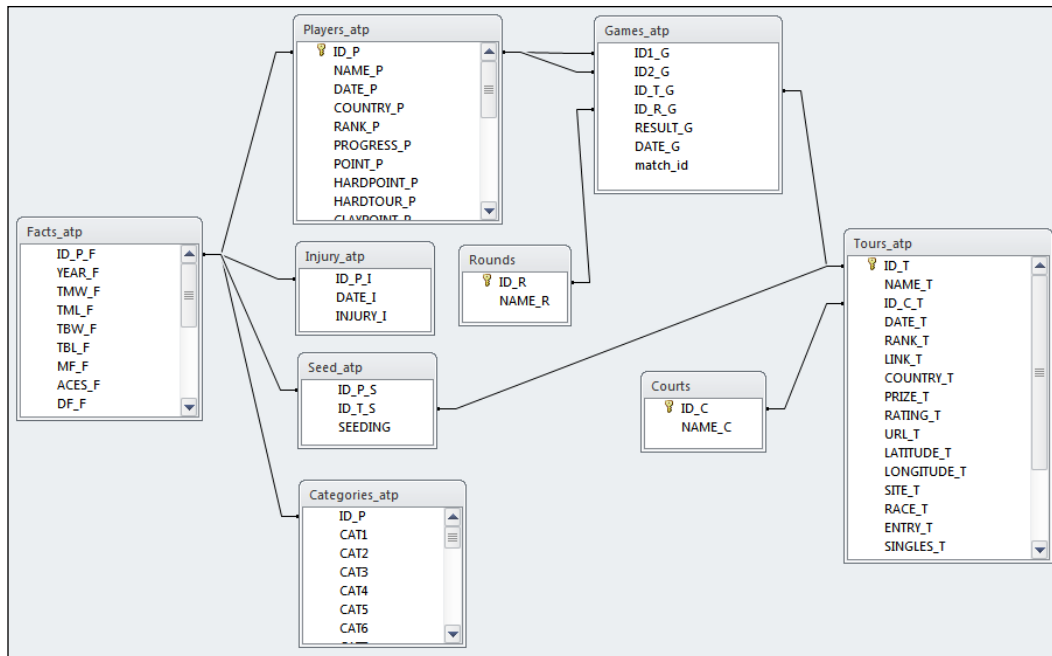 Players_atp
ID_P
NAME_P
DATE_P
COUNTRY_P
RANK_P
PROGRESS_P
POINT_P
HARDPOINT_P
HARDTOUR_P
CLAYPOINT_P
Games_atp
ID1_G
ID2_G
ID_T_G
ID_R_G
RESULT_G
DATE_G
match_id
Facts_atp
ID_P_F
YEAR_F
TMW_F
TML_F
TBW_F
TBL_F
MF_F
ACES_F
DF_F
Injury_atp
ID_P_I
DATE_I
INJURY_I
Rounds
ID_R
NAME_R
Tours_atp
ID_T
NAME_T
ID_C_T
DATE_T
RANK_T
LINK_T
COUNTRY_T
PRIZE_T
RATING_T
URL_T
LATITUDE_T
LONGITUDE_T
SITE_T
RACE_T
ENTRY_T
SINGLES_T
Seed_atp
ID_P_S
ID_T_S
SEEDING
Courts
ID_C
NAME_C
Categories_atp
ID_P
CAT1
CAT2
CAT3
CAT4
CAT5
CAT6